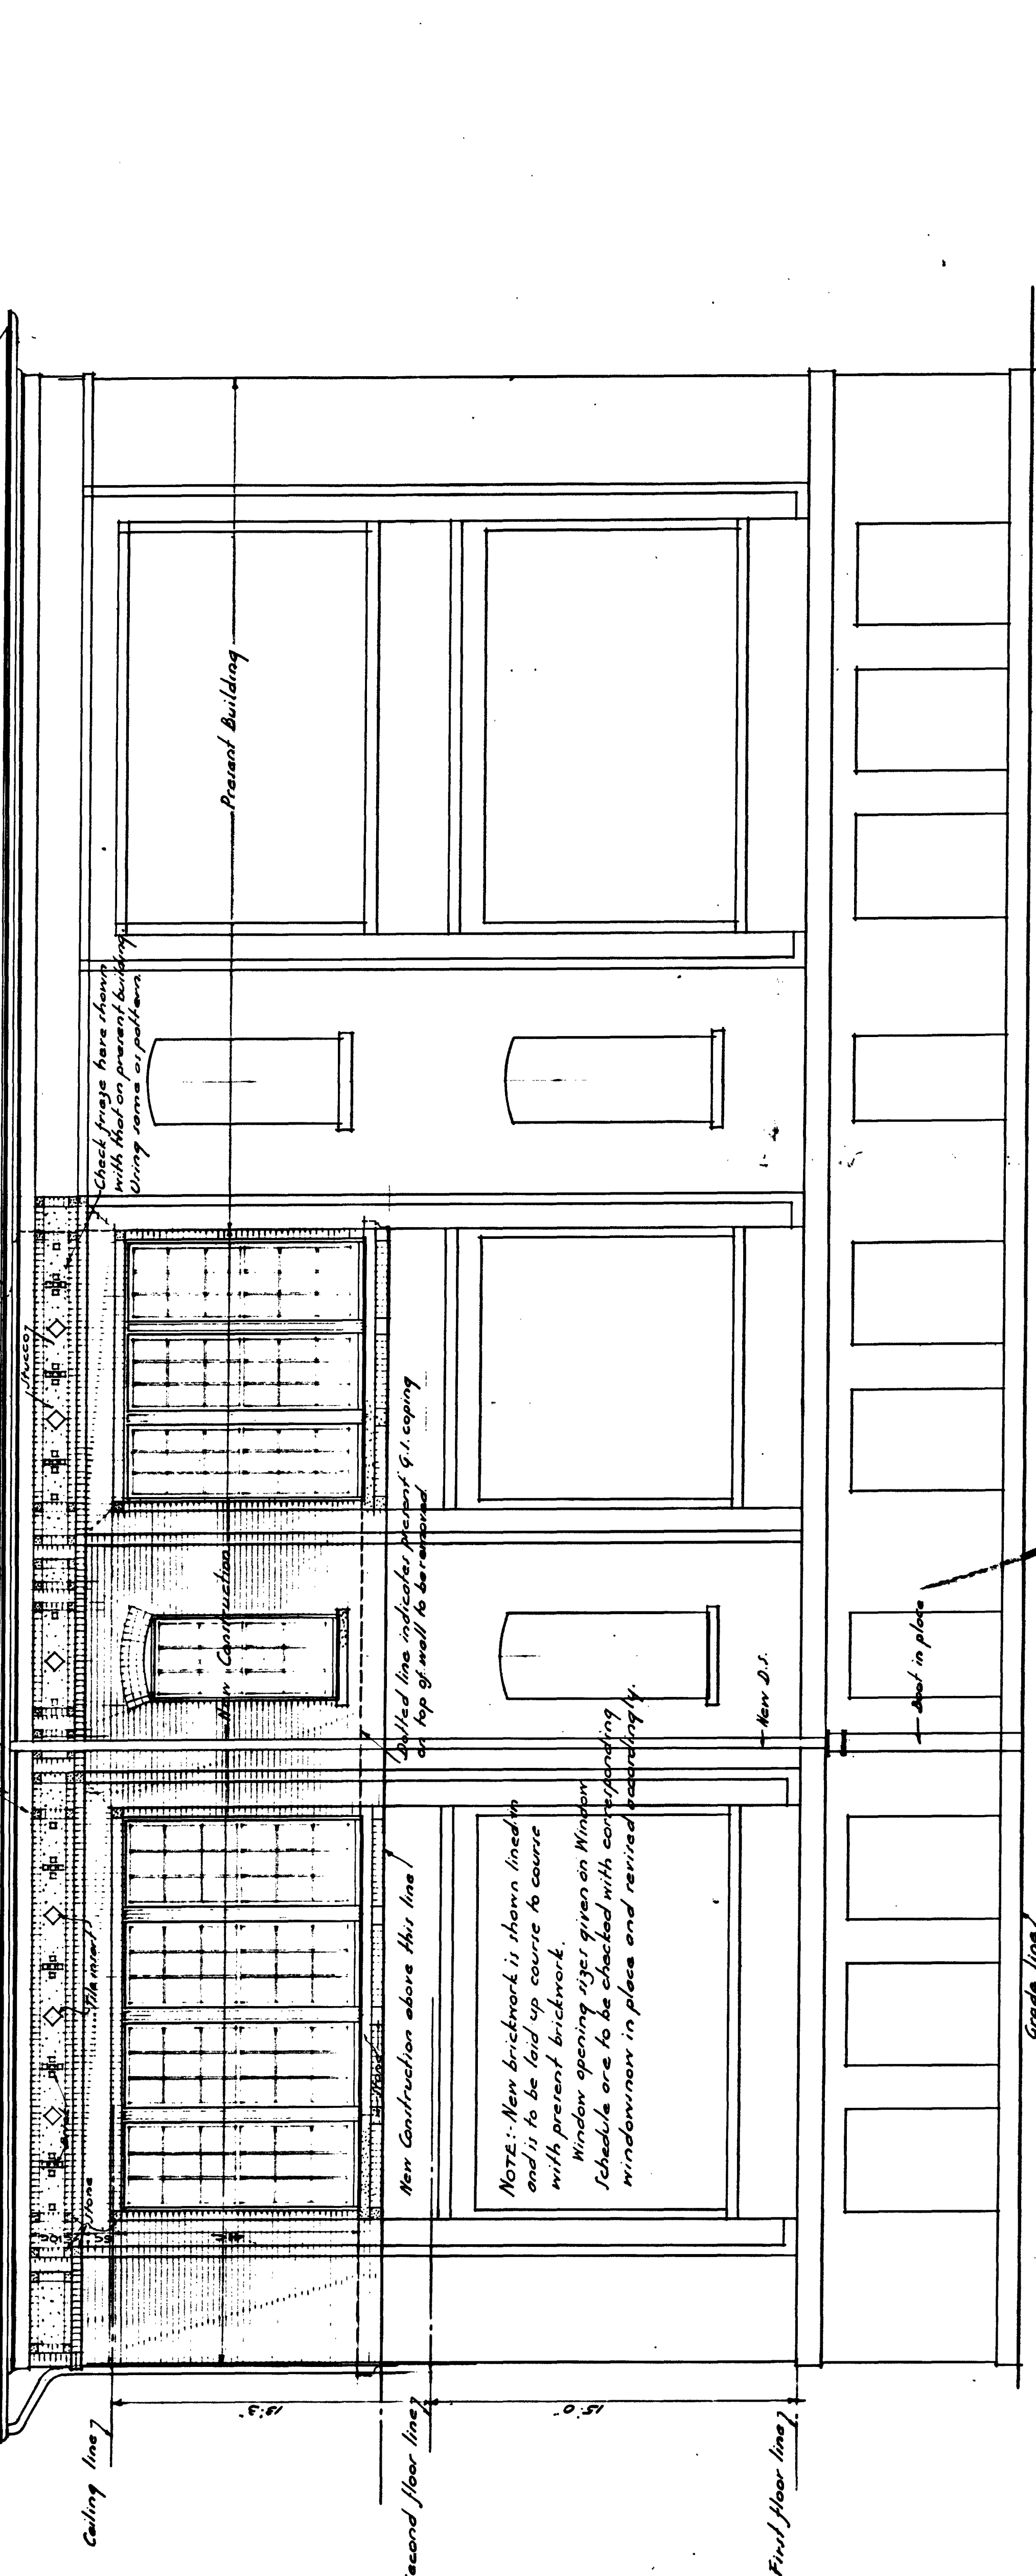 Ceiling line
Second floor line
First floor line
Grade line
13'-3"
15'-0"
Stone
Tile insert
Stucco
Stone
Check frieze here shown
with that on present building.
Using same as pattern.
Present Building
New Construction
Dotted line indicates present G.I. coping
on top of wall to be removed.
New Construction above this line
NOTE:- New brickwork is shown lined in
and is to be laid up course to course
with present brickwork.
Window opening sizes given on Window
Schedule are to be checked with corresponding
windows now in place and revised accordingly.
New D.S.
Boot in place